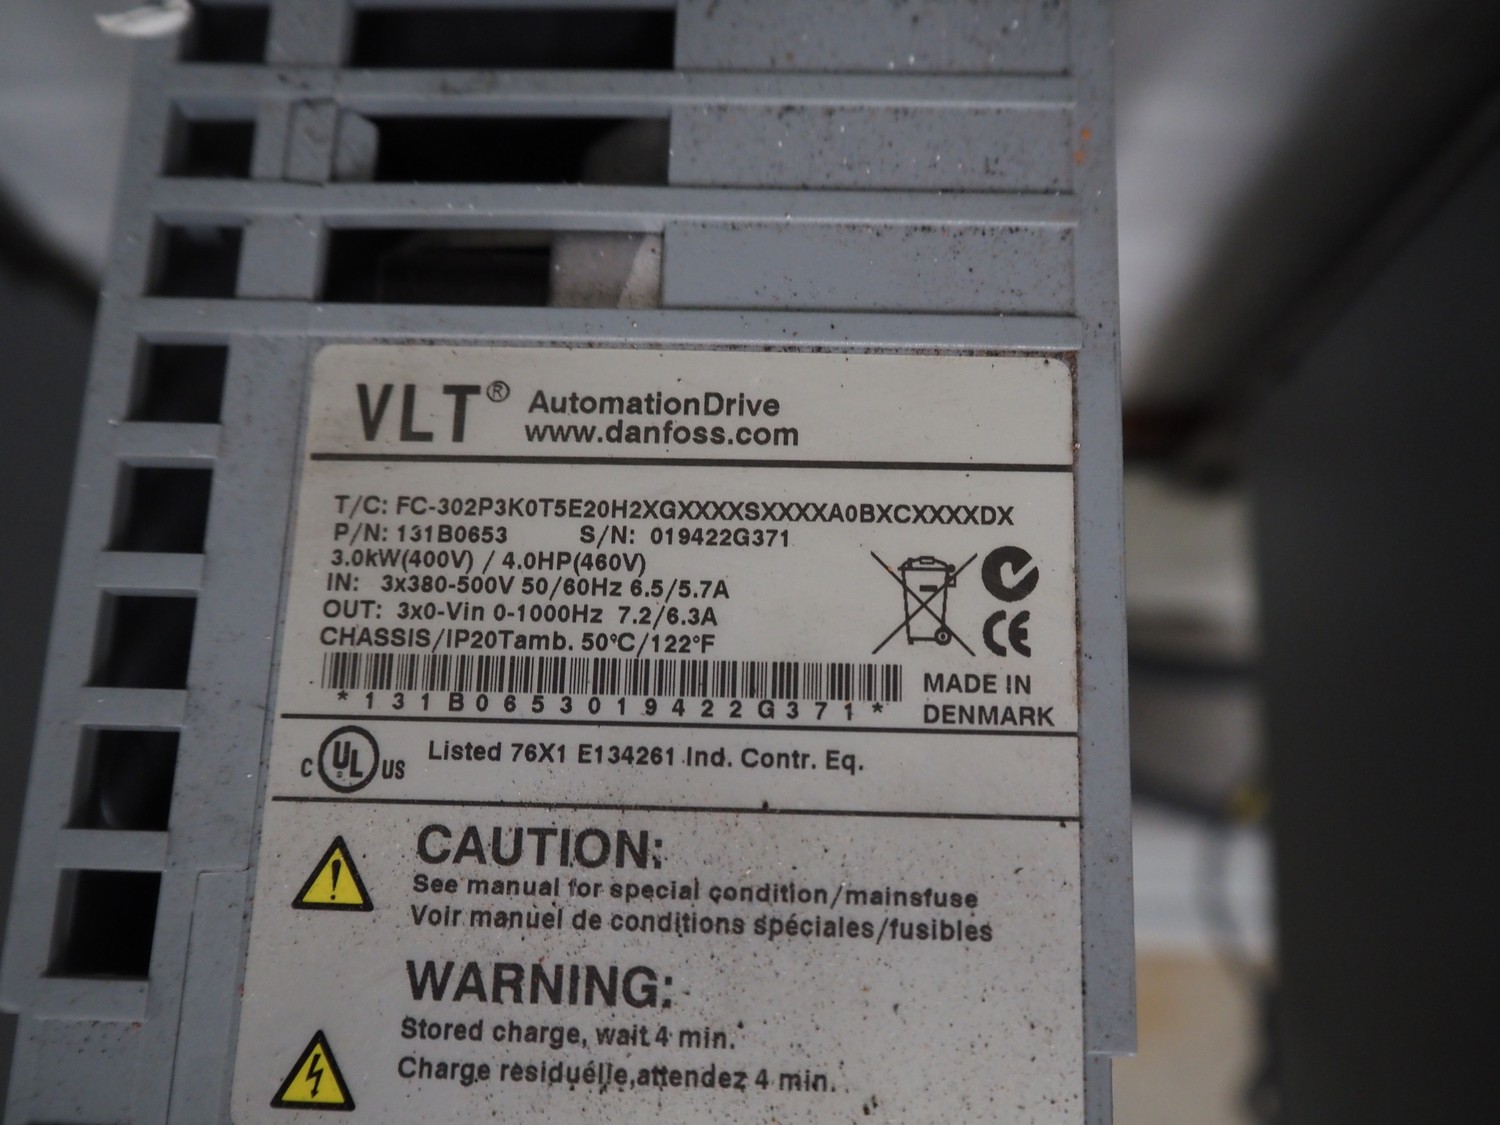 VLT® AutomationDrive
www.danfoss.com
T/C: FC-302P3K0T5E20H2XGXXXXSXXXXA0BXCXXXXDX
P/N: 131B0653 S/N: 019422G371
3.0kW(400V) / 4.0HP(460V)
IN: 3x380-500V 50/60Hz 6.5/5.7A
OUT: 3x0-Vin 0-1000Hz 7.2/6.3A
CHASSIS/IP20Tamb. 50°C/122°F
CE
*131B0653019422G371*
MADE IN
DENMARK
C UL US Listed 76X1 E134261 Ind. Contr. Eq.
CAUTION:
See manual for special condition/mainsfuse
Voir manuel de conditions spéciales/fusibles
WARNING:
Stored charge, wait 4 min.
Charge residuélle,attendez 4 min.